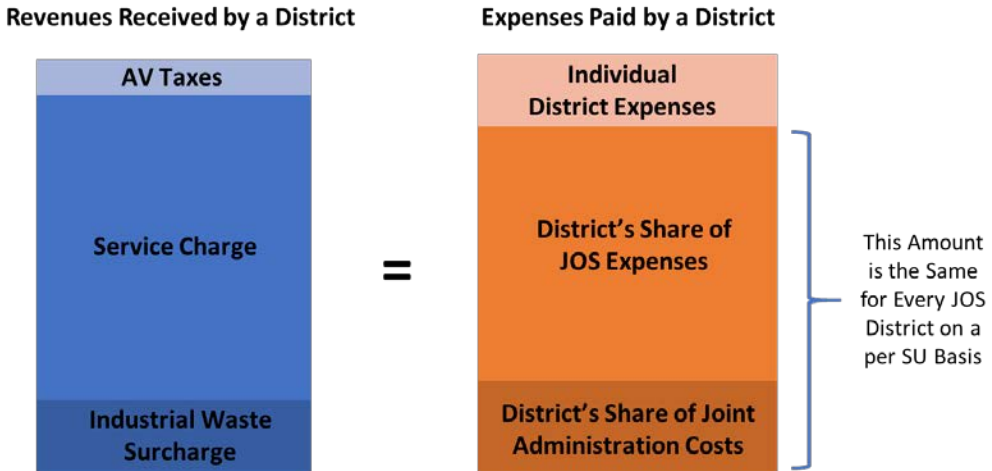 Revenues Received by a District
Expenses Paid by a District
AV Taxes
Service Charge
Industrial Waste
Surcharge
=
Individual
District Expenses
District's Share of
JOS Expenses
District's Share of Joint
Administration Costs
This Amount
is the Same
for Every JOS
District on a
per SU Basis